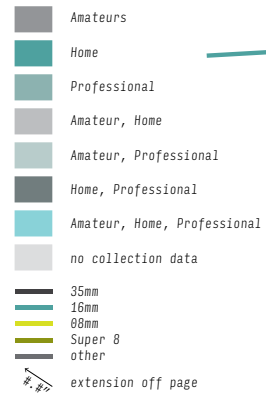 Amateurs
Home
Professional
Amateur, Home
Amateur, Professional
Home, Professional
Amateur, Home, Professional
no collection data
35mm
16mm
08mm
Super 8
other
#.#" extension off page